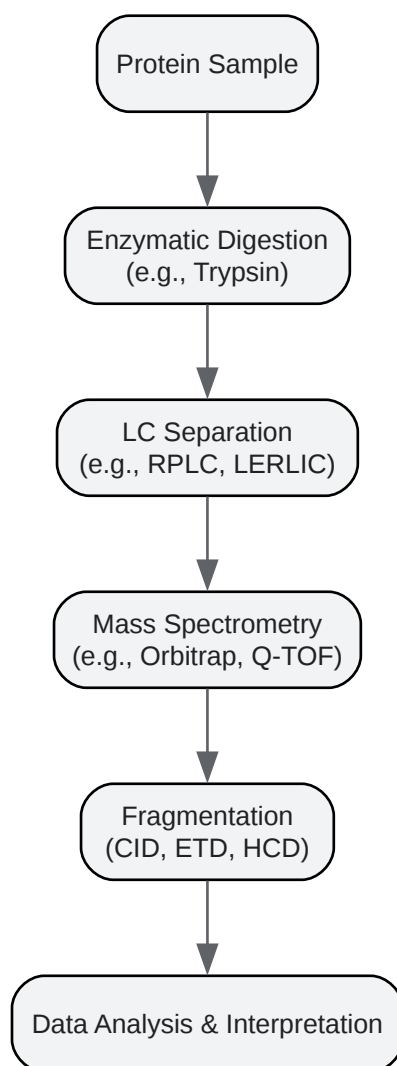 Protein Sample
Enzymatic Digestion
(e.g., Trypsin)
LC Separation
(e.g., RPLC, LERLIC)
Mass Spectrometry
(e.g., Orbitrap, Q-TOF)
Fragmentation
(CID, ETD, HCD)
Data Analysis & Interpretation